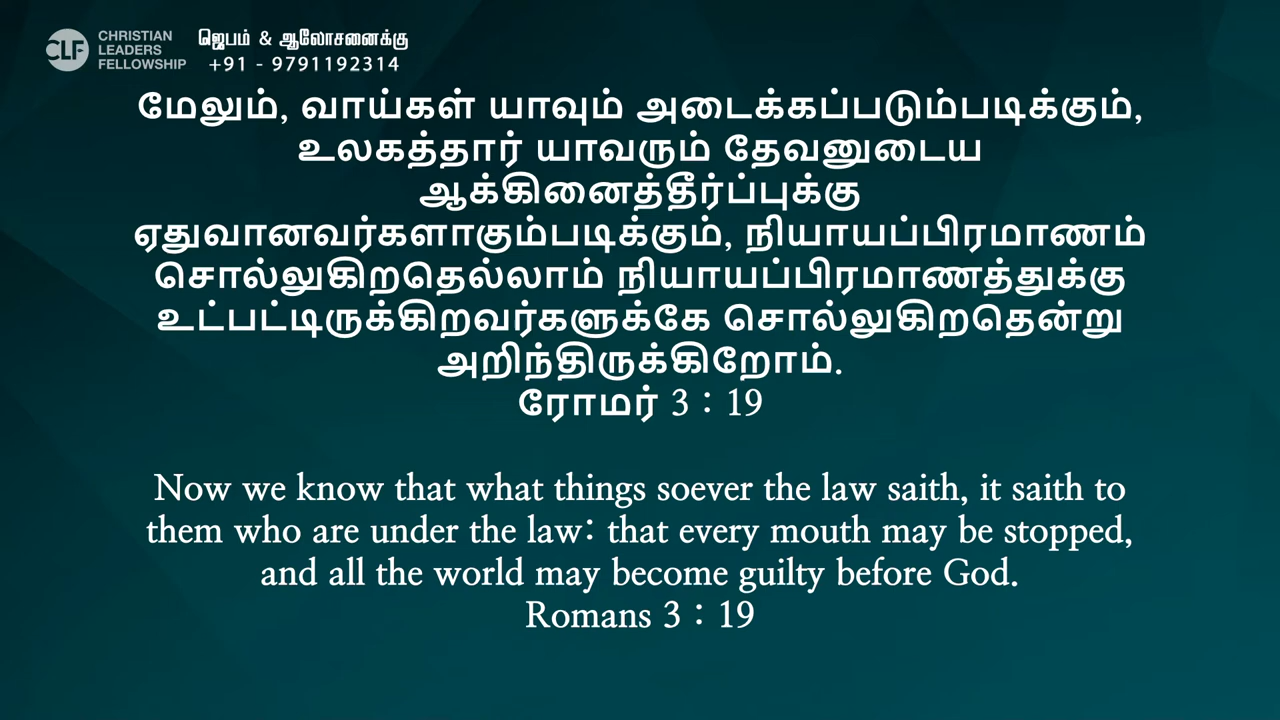 CLF
CHRISTIAN
LEADERS
FELLOWSHIP
ஜெபம் & ஆலோசனைக்கு
+91 - 9791192314
மேலும், வாய்கள் யாவும் அடைக்கப்படும்படிக்கும்,
உலகத்தார் யாவரும் தேவனுடைய
ஆக்கினைத்தீர்ப்புக்கு
ஏதுவானவர்களாகும்படிக்கும், நியாயப்பிரமாணம்
சொல்லுகிறதெல்லாம் நியாயப்பிரமாணத்துக்கு
உட்பட்டிருக்கிறவர்களுக்கே சொல்லுகிறதென்று
அறிந்திருக்கிறோம்.
ரோமர் 3 : 19
Now we know that what things soever the law saith, it saith to
them who are under the law: that every mouth may be stopped,
and all the world may become guilty before God.
Romans 3 : 19